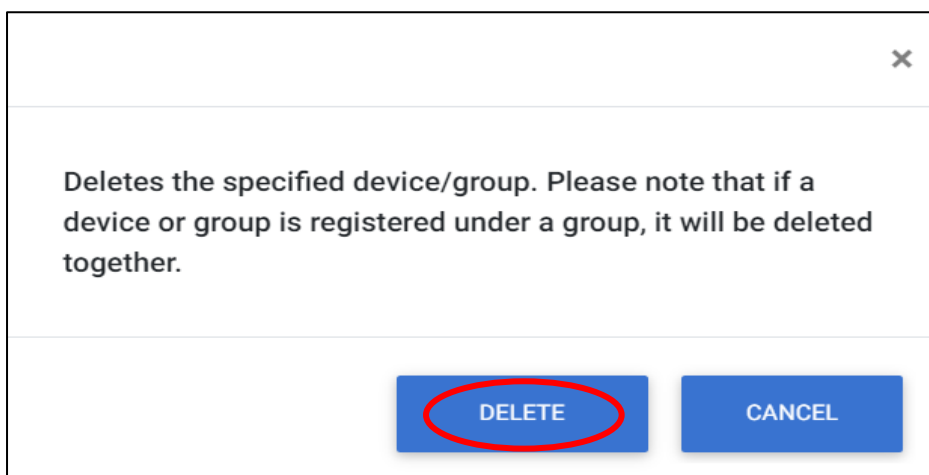 ×
Deletes the specified device/group. Please note that if a
device or group is registered under a group, it will be deleted
together.
DELETE CANCEL